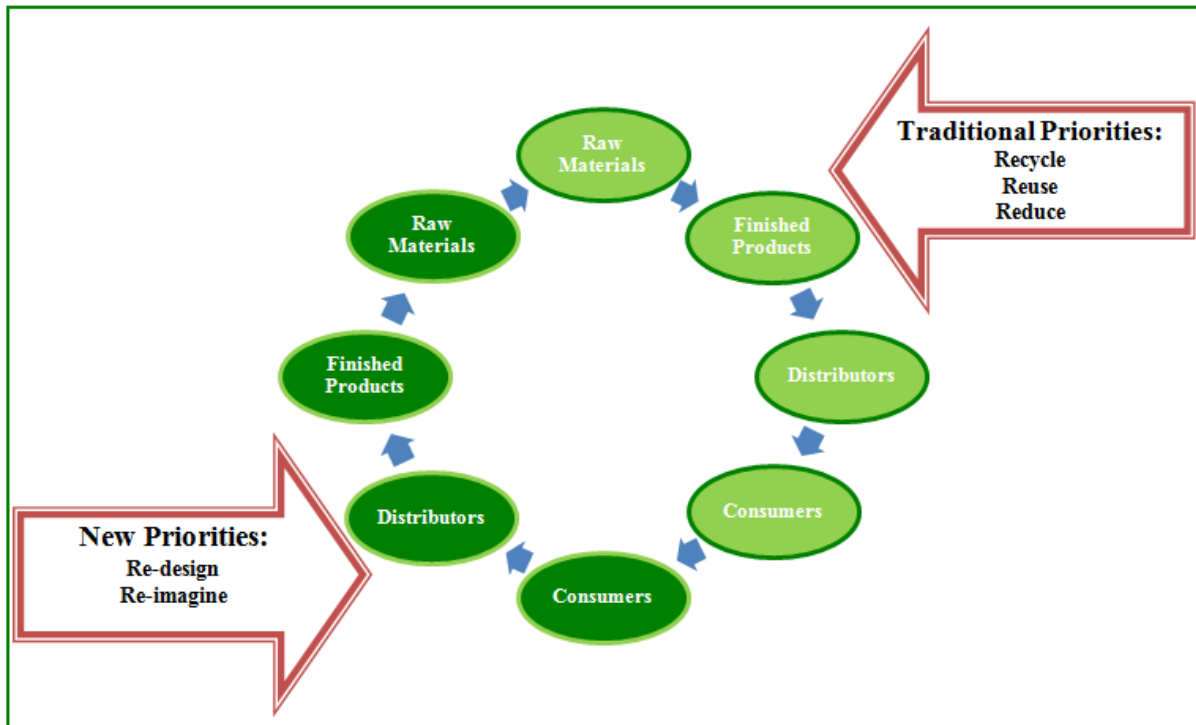 Traditional Priorities:
Recycle
Reuse
Reduce
Raw
Materials
Finished
Products
Distributors
Consumers
Consumers
Distributors
Finished
Products
Raw
Materials
New Priorities:
Re-design
Re-imagine